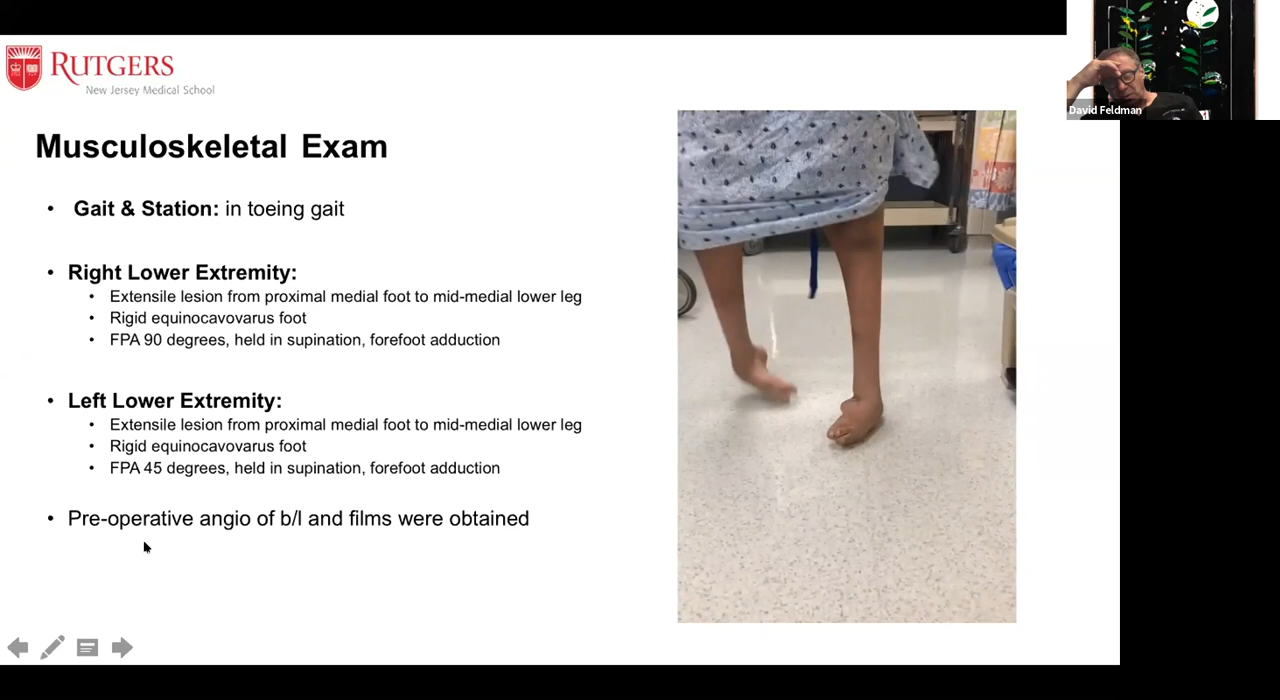 RUTGERS
New Jersey Medical School
David Feldman
Musculoskeletal Exam
• Gait & Station: in toeing gait
• Right Lower Extremity:
• Extensile lesion from proximal medial foot to mid-medial lower leg
• Rigid equinocavovarus foot
• FPA 90 degrees, held in supination, forefoot adduction
• Left Lower Extremity:
• Extensile lesion from proximal medial foot to mid-medial lower leg
• Rigid equinocavovarus foot
• FPA 45 degrees, held in supination, forefoot adduction
• Pre-operative angio of b/l and films were obtained